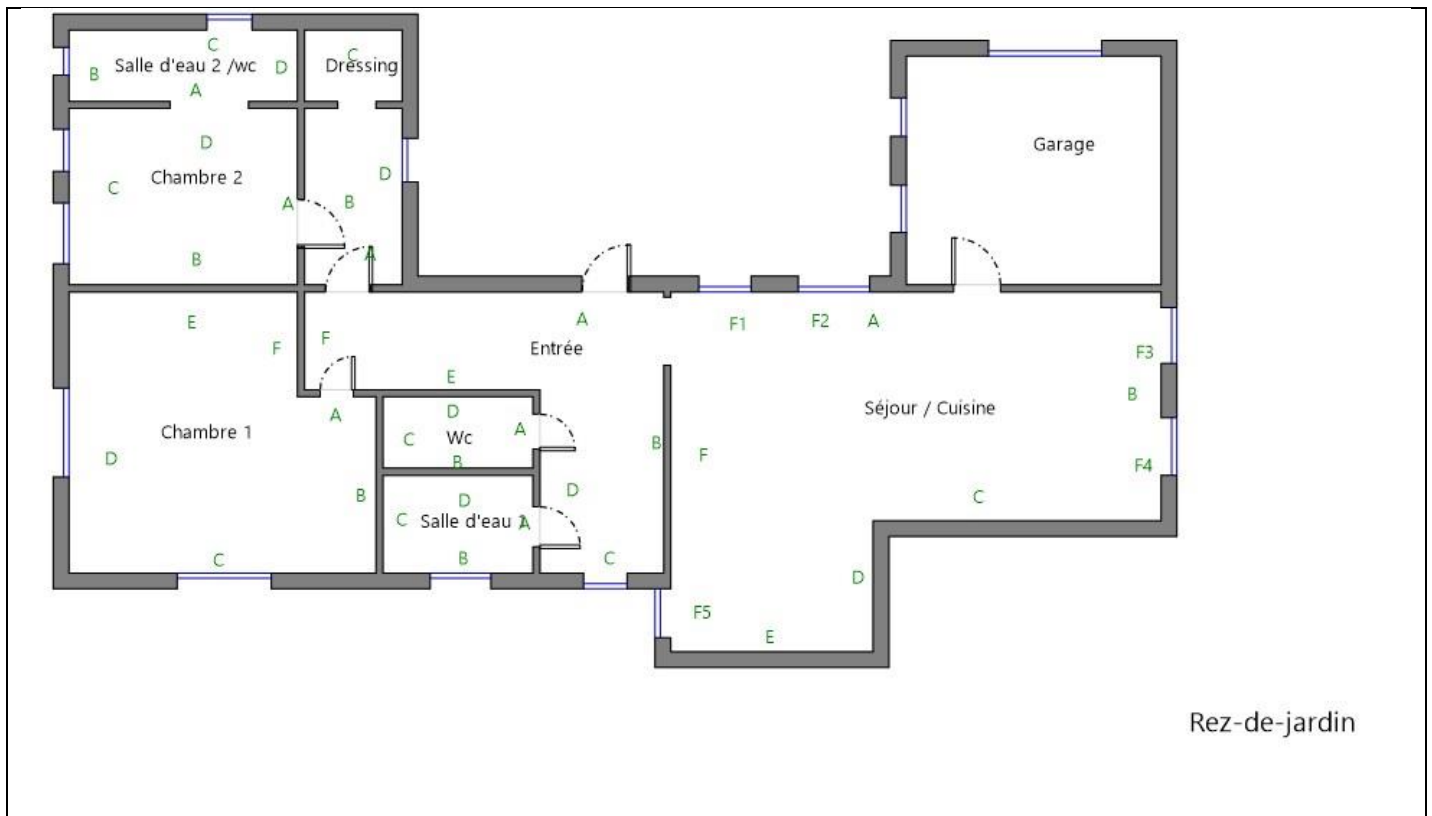 C
C
Salle d'eau 2 /wc
D
Dressing
B
A
D
Garage
D
Chambre 2
C
B
A
B
A
E
A
F1
F2
A
F
F
Entrée
F3
E
B
A
D
Séjour / Cuisine
Chambre 1
C
Wc
A
B
F
D
B
F4
B
D
D
C
C
Salle d'eau 1
A
C
B
C
D
F5
E
Rez-de-jardin